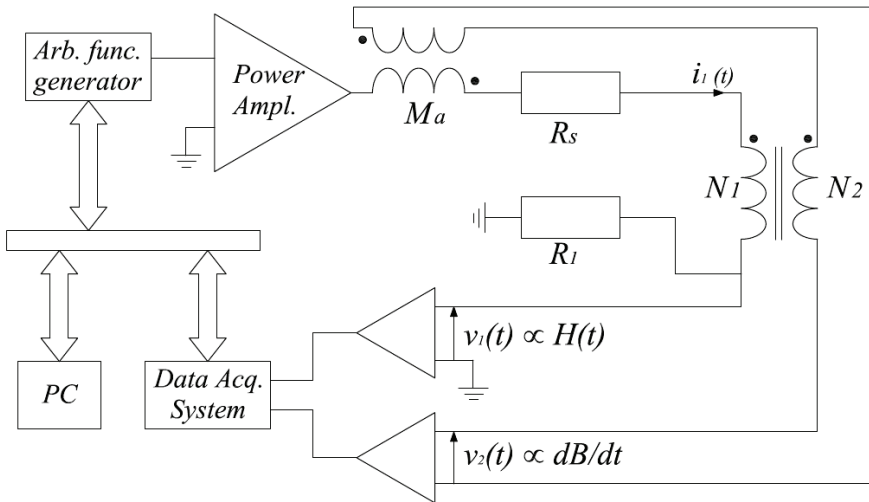 Arb. func.
generator
Power
Ampl.
Mₐ
Rₛ
i₁ (t)
N1
N2
R₁
v₁(t) ∝ H(t)
PC
Data Acq.
System
v₂(t) ∝ dB/dt